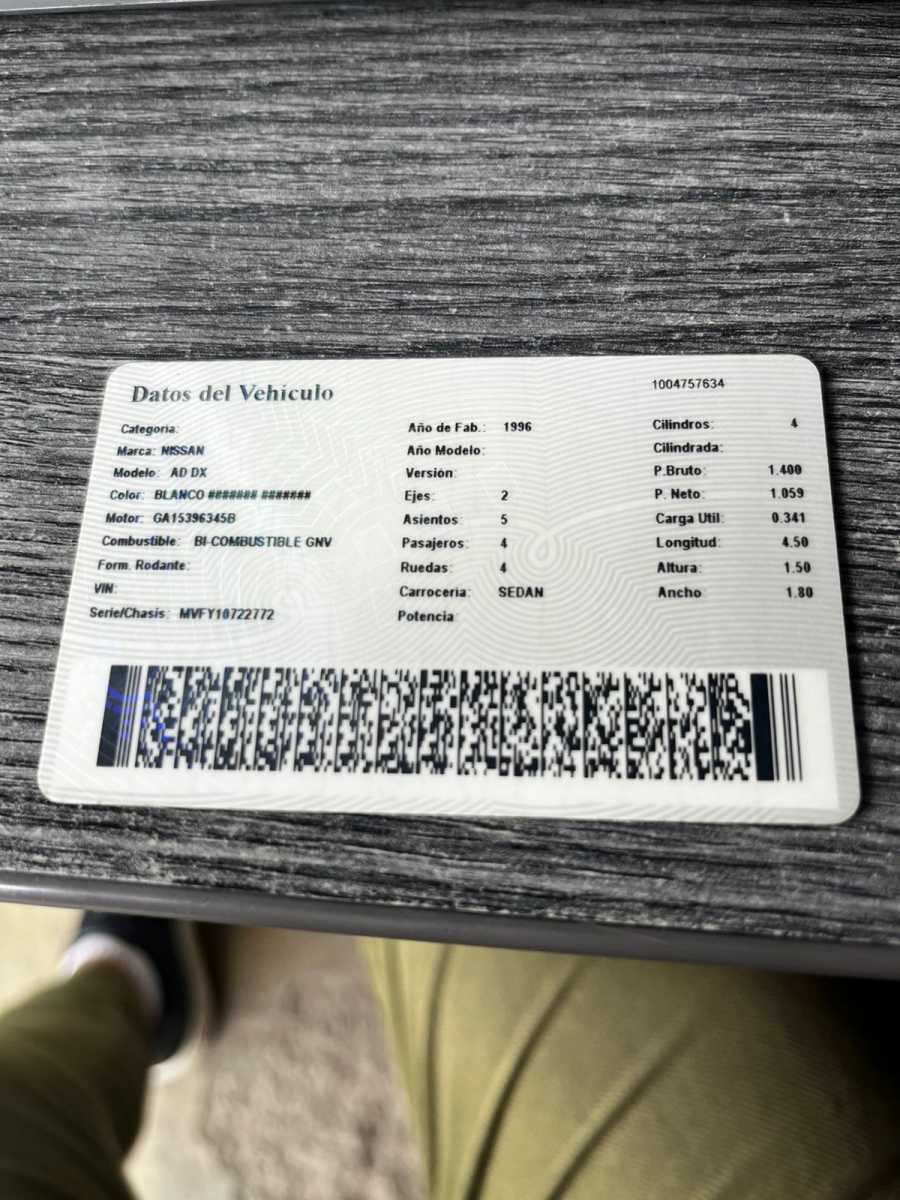 Datos del Vehículo
1004757634
Categoría:
Marca: NISSAN
Modelo: AD DX
Color: BLANCO ####### #######
Motor: GA15396345B
Combustible: BI-COMBUSTIBLE GNV
Form. Rodante:
VIN:
Serie/Chasis: MVFY10722772
Año de Fab.: 1996
Año Modelo:
Versión:
Ejes: 2
Asientos: 5
Pasajeros: 4
Ruedas: 4
Carrocería: SEDAN
Potencia:
Cilindros: 4
Cilindrada:
P.Bruto: 1.400
P. Neto: 1.059
Carga Util: 0.341
Longitud: 4.50
Altura: 1.50
Ancho: 1.80